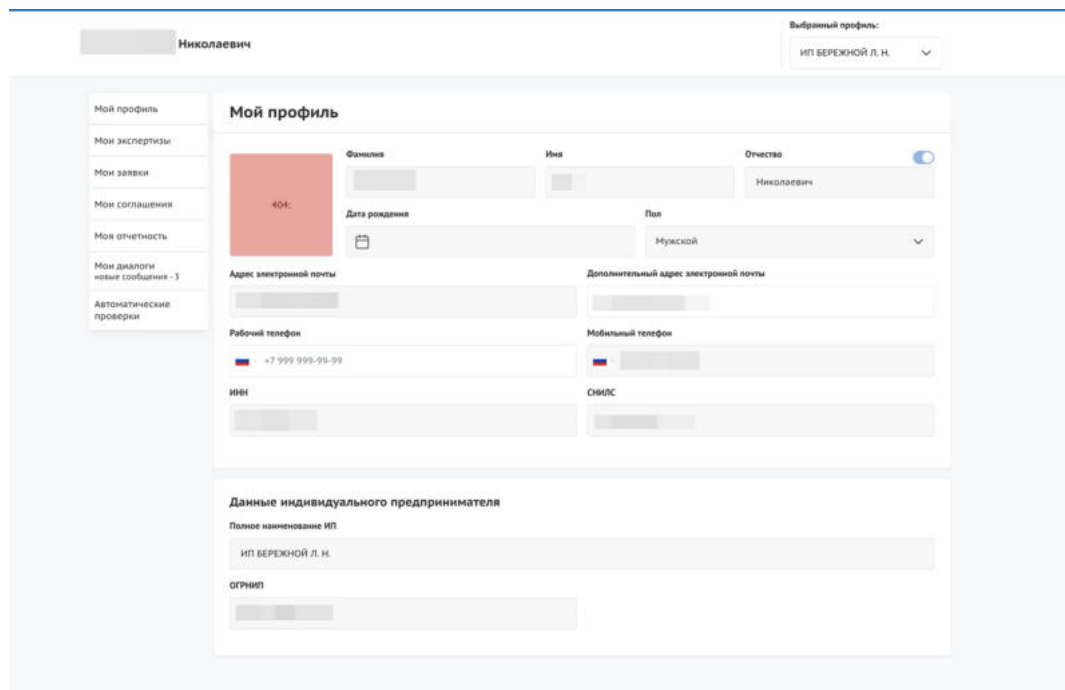 Выбранный профиль:
Николаевич
ИП БЕРЕЖНОЙ Л. Н.
Мой профиль
Мои экспертизы
Мои заявки
Мои соглашения
Моя отчетность
Мои диалоги
новые сообщения - 3
Автоматические
проверки
Мой профиль
404:
Фамилия
Имя
Отчество
Николаевич
Дата рождения
Пол
Мужской
Адрес электронной почты
Дополнительный адрес электронной почты
Рабочий телефон
Мобильный телефон
+7 999 999-99-99
ИНН
СНИЛС
Данные индивидуального предпринимателя
Полное наименование ИП
ИП БЕРЕЖНОЙ Л. Н.
ОГРНИП